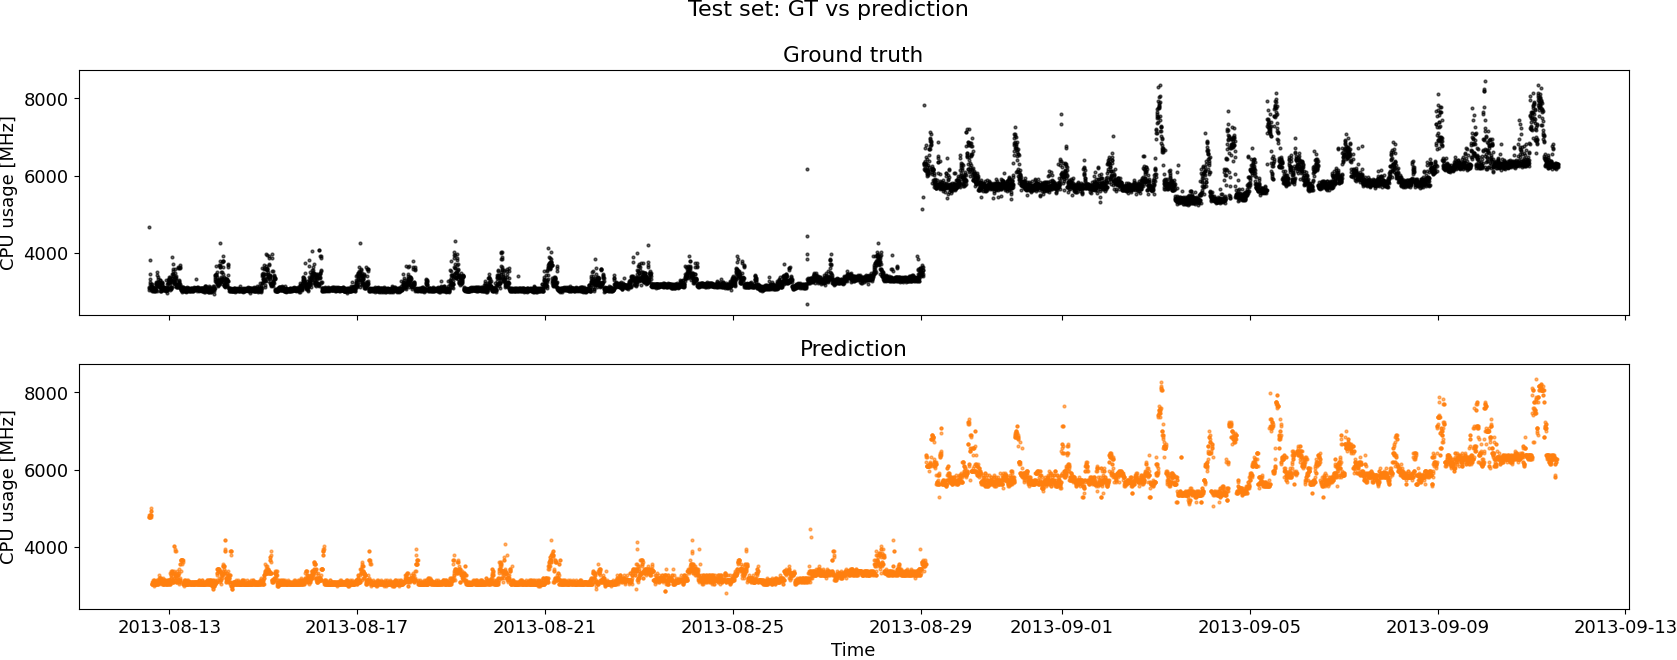 Test set: GT vs prediction
Ground truth
CPU usage [MHz]
8000
6000
4000
Prediction
CPU usage [MHz]
8000
6000
4000
2013-08-13 2013-08-17 2013-08-21 2013-08-25 2013-08-29 2013-09-01 2013-09-05 2013-09-09 2013-09-13
Time